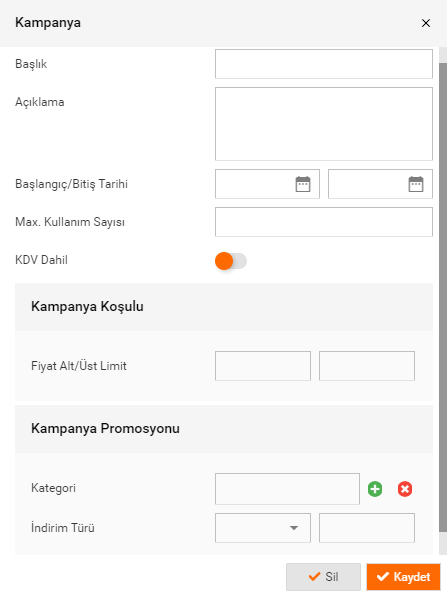 Kampanya
Başlık
Açıklama
Başlangıç/Bitiş Tarihi
Max. Kullanım Sayısı
KDV Dahil
Kampanya Koşulu
Fiyat Alt/Üst Limit
Kampanya Promosyonu
Kategori
İndirim Türü
Sil
Kaydet